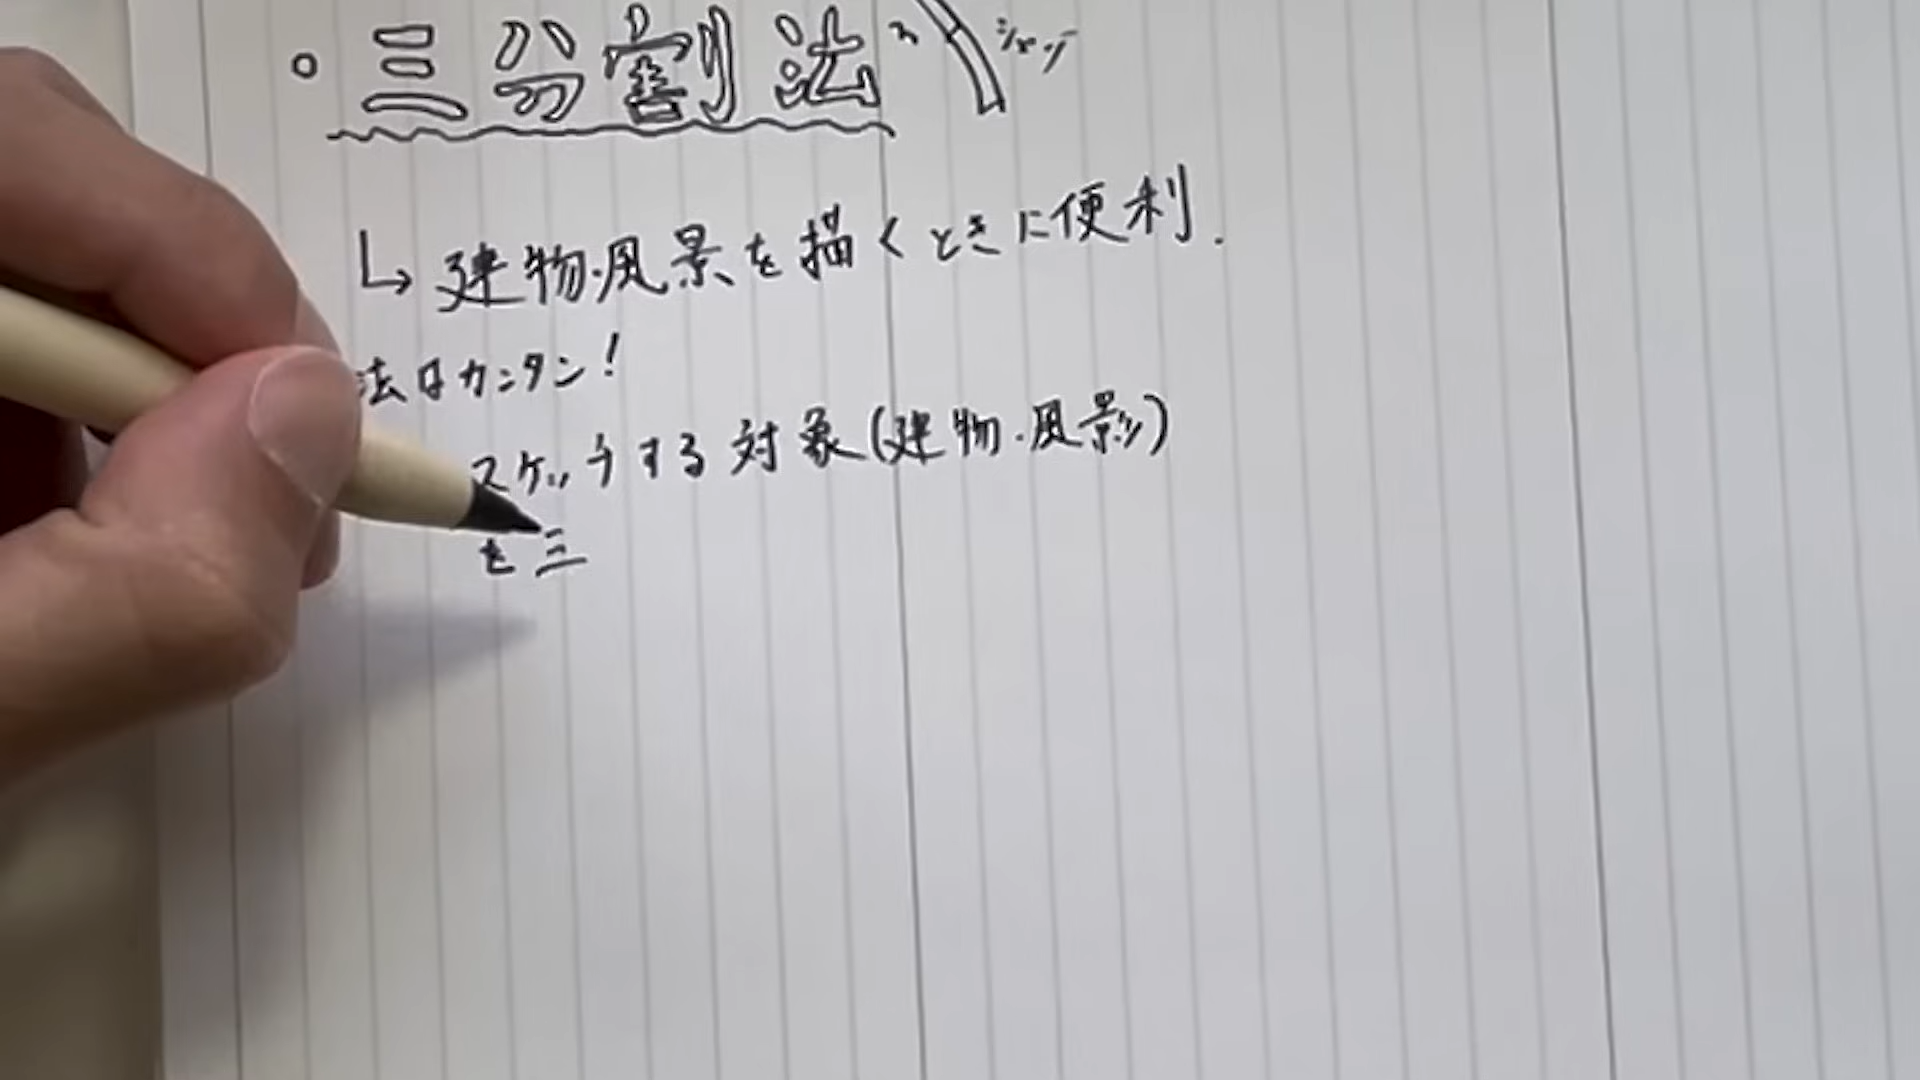 三分割法
↳建物・風景を描くときに便利.
法はカンタン!
スケッチする対象(建物・風影)
を三